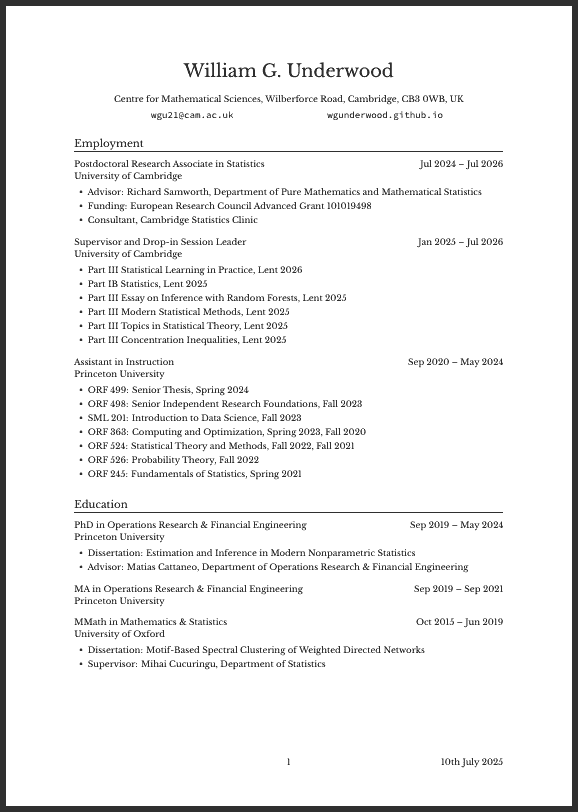 William G. Underwood
Centre for Mathematical Sciences, Wilberforce Road, Cambridge, CB3 0WB, UK
wgu21@cam.ac.uk wgunderwood.github.io
Employment
Postdoctoral Research Associate in Statistics Jul 2024 – Jul 2026
University of Cambridge
• Advisor: Richard Samworth, Department of Pure Mathematics and Mathematical Statistics
• Funding: European Research Council Advanced Grant 101019498
• Consultant, Cambridge Statistics Clinic
Supervisor and Drop-in Session Leader Jan 2025 – Jul 2026
University of Cambridge
• Part III Statistical Learning in Practice, Lent 2026
• Part IB Statistics, Lent 2025
• Part III Essay on Inference with Random Forests, Lent 2025
• Part III Modern Statistical Methods, Lent 2025
• Part III Topics in Statistical Theory, Lent 2025
• Part III Concentration Inequalities, Lent 2025
Assistant in Instruction Sep 2020 – May 2024
Princeton University
• ORF 499: Senior Thesis, Spring 2024
• ORF 498: Senior Independent Research Foundations, Fall 2023
• SML 201: Introduction to Data Science, Fall 2023
• ORF 363: Computing and Optimization, Spring 2023, Fall 2020
• ORF 524: Statistical Theory and Methods, Fall 2022, Fall 2021
• ORF 526: Probability Theory, Fall 2022
• ORF 245: Fundamentals of Statistics, Spring 2021
Education
PhD in Operations Research & Financial Engineering Sep 2019 – May 2024
Princeton University
• Dissertation: Estimation and Inference in Modern Nonparametric Statistics
• Advisor: Matias Cattaneo, Department of Operations Research & Financial Engineering
MA in Operations Research & Financial Engineering Sep 2019 – Sep 2021
Princeton University
MMath in Mathematics & Statistics Oct 2015 – Jun 2019
University of Oxford
• Dissertation: Motif-Based Spectral Clustering of Weighted Directed Networks
• Supervisor: Mihai Cucuringu, Department of Statistics
1 10th July 2025